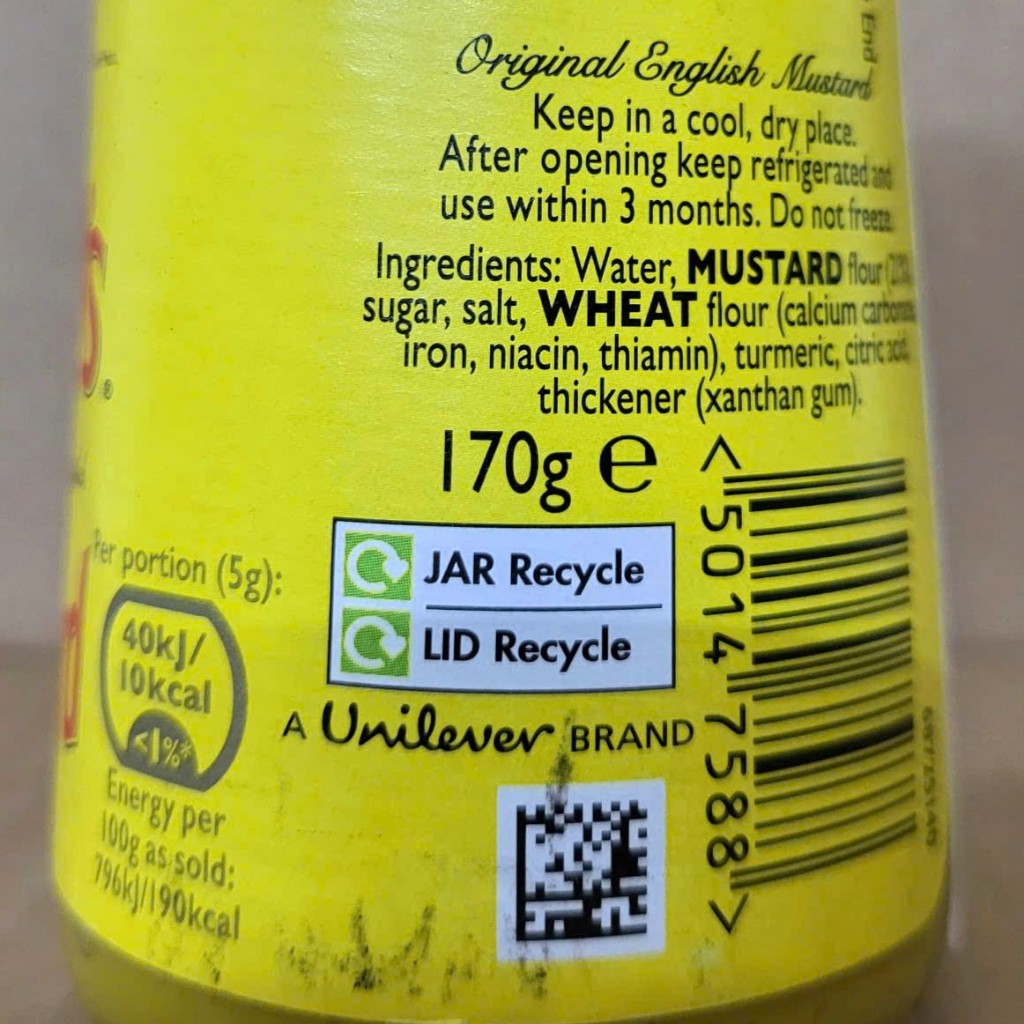 Original English Mustard
Keep in a cool, dry place.
After opening keep refrigerated and
use within 3 months. Do not freeze.
Ingredients: Water, MUSTARD flour
sugar, salt, WHEAT flour (calcium carbonate,
iron, niacin, thiamin), turmeric, citric acid,
thickener (xanthan gum).
170g e
JAR Recycle
LID Recycle
A Unilever BRAND
<5014 7588>
Per portion (5g):
40kJ/
10kcal
<1%*
Energy per
100g as sold:
796kJ/190kcal
End
®